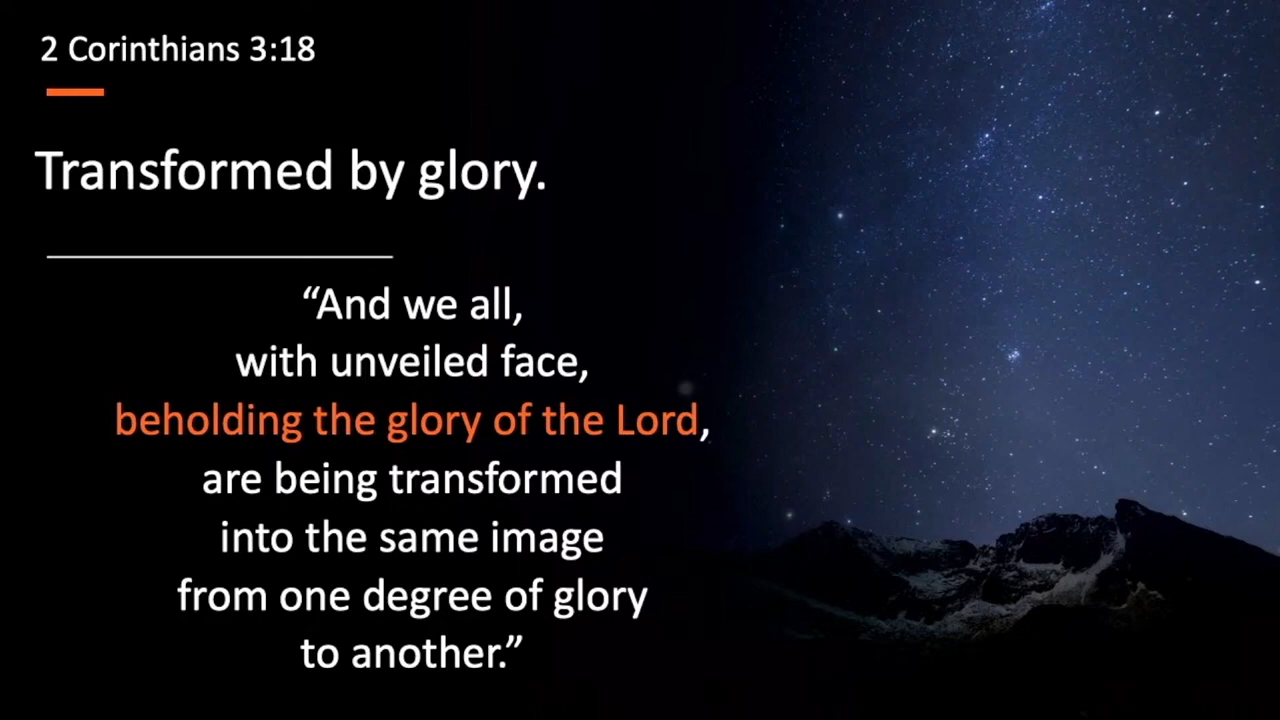 2 Corinthians 3:18
Transformed by glory.
“And we all,
with unveiled face,
beholding the glory of the Lord,
are being transformed
into the same image
from one degree of glory
to another.”